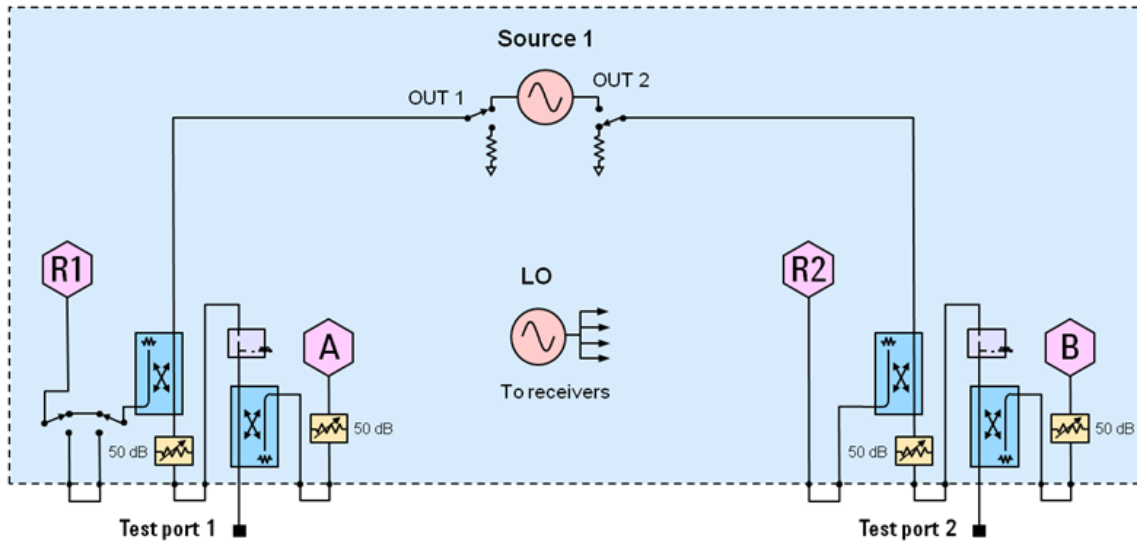 Source 1
OUT 1
OUT 2
R1
LO
R2
A
B
To receivers
50 dB
50 dB
50 dB
50 dB
Test port 1
Test port 2